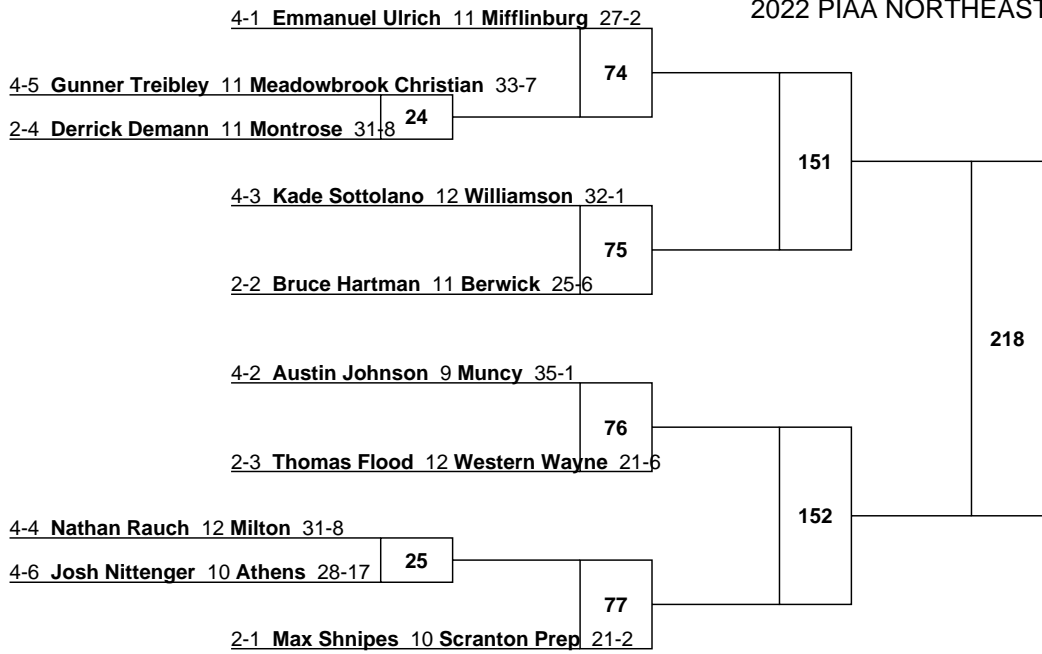 4-1 Emmanuel Ulrich 11 Mifflinburg 27-2
2022 PIAA NORTHEAST
74
4-5 Gunner Treibley 11 Meadowbrook Christian 33-7
24
2-4 Derrick Demann 11 Montrose 31-8
151
4-3 Kade Sottolano 12 Williamson 32-1
75
2-2 Bruce Hartman 11 Berwick 25-6
218
4-2 Austin Johnson 9 Muncy 35-1
76
2-3 Thomas Flood 12 Western Wayne 21-6
152
4-4 Nathan Rauch 12 Milton 31-8
25
4-6 Josh Nittenger 10 Athens 28-17
77
2-1 Max Shnipes 10 Scranton Prep 21-2